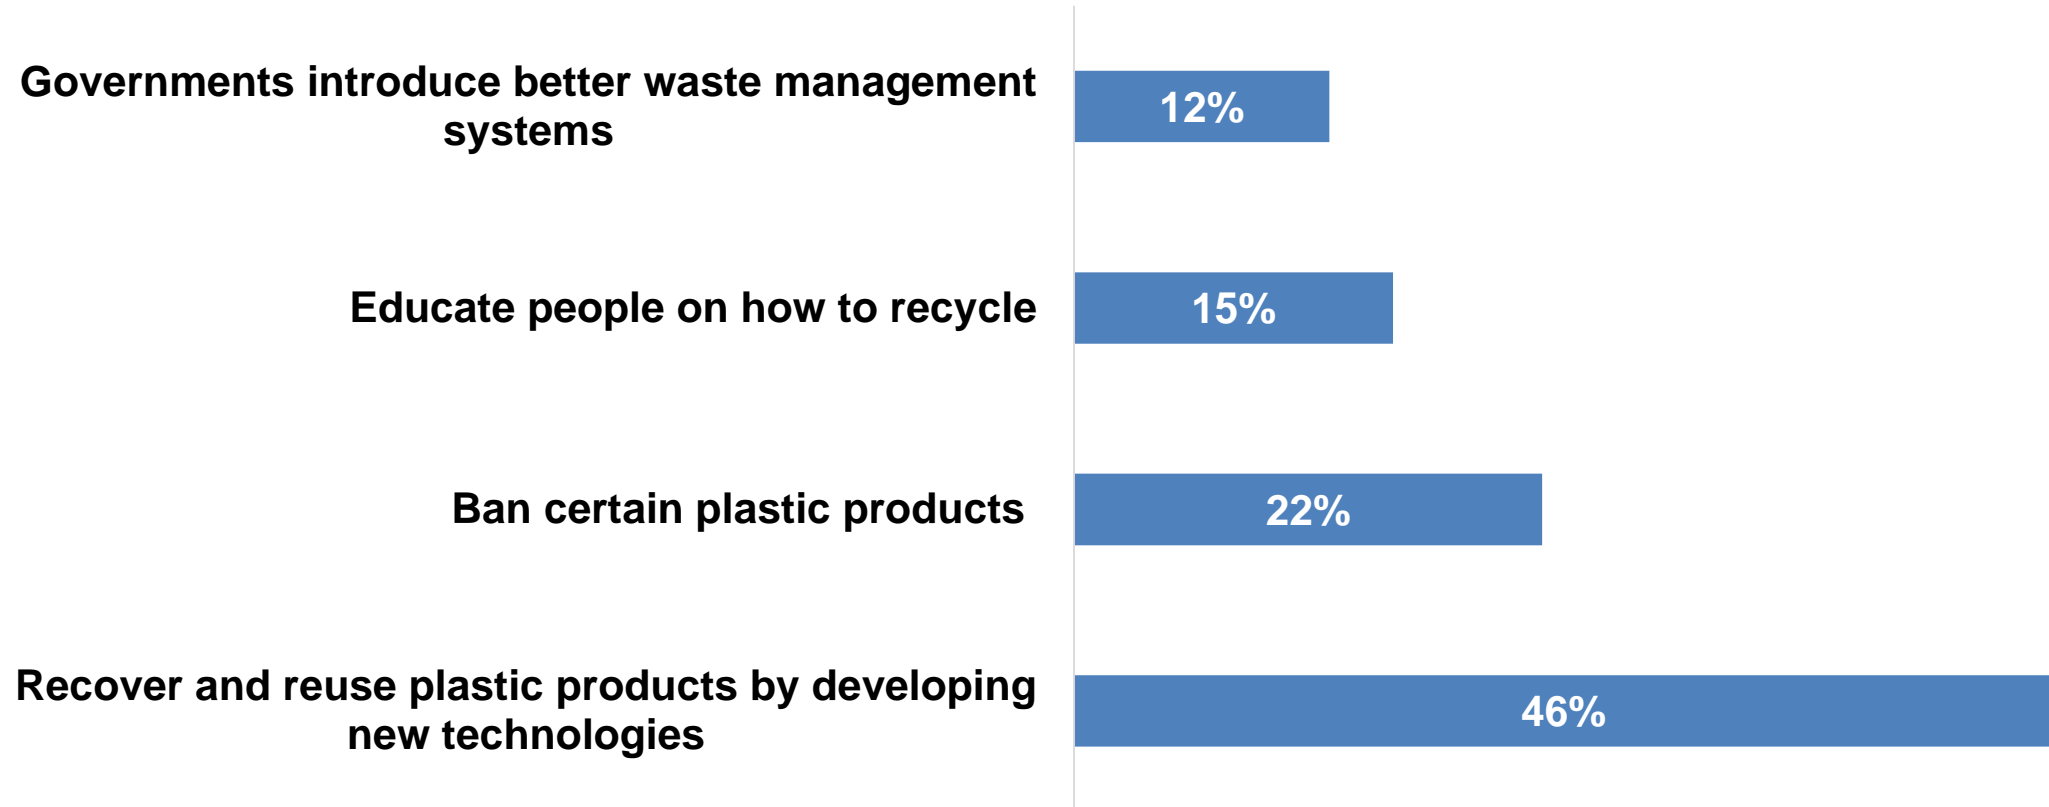 Governments introduce better waste management
systems
12%
Educate people on how to recycle
15%
Ban certain plastic products
22%
Recover and reuse plastic products by developing
new technologies
46%